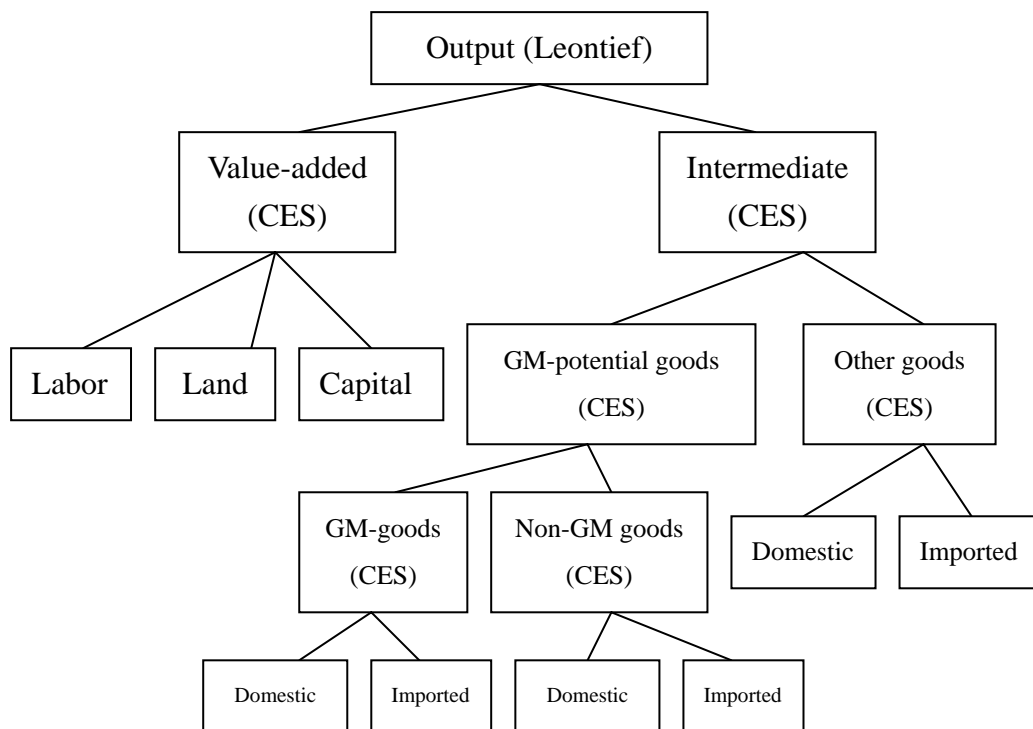 Output (Leontief)
Value-added
(CES)
Intermediate
(CES)
Labor
Land
Capital
GM-potential goods
(CES)
Other goods
(CES)
GM-goods
(CES)
Non-GM goods
(CES)
Domestic
Imported
Domestic
Imported
Domestic
Imported